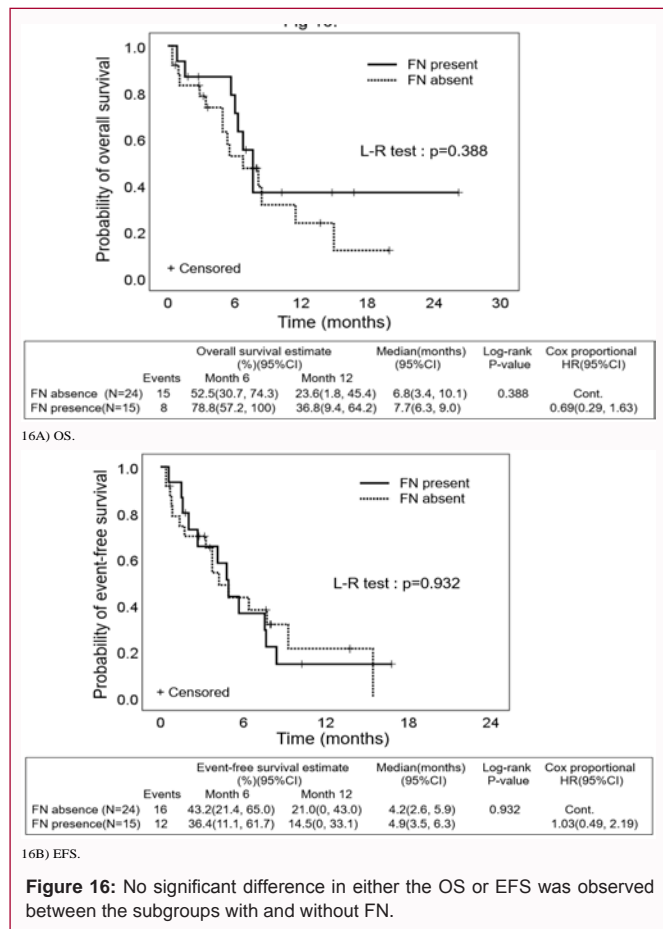 1.0
0.8
0.6
0.4
0.2
0.0
Probability of overall survival
FN present
FN absent
L-R test : p=0.388
+ Censored
0 6 12 18 24 30
Time (months)
Overall survival estimate Median(months) Log-rank Cox proportional
(%)(95%CI) (95%CI) P-value HR(95%CI)
Events Month 6 Month 12
FN absence (N=24) 15 52.5(30.7, 74.3) 23.6(1.8, 45.4) 6.8(3.4, 10.1) 0.388 Cont.
FN presence(N=15) 8 78.8(57.2, 100) 36.8(9.4, 64.2) 7.7(6.3, 9.0) 0.69(0.29, 1.63)
16A) OS.
1.0
0.8
0.6
0.4
0.2
0.0
Probability of event-free survival
FN present
FN absent
L-R test : p=0.932
+ Censored
0 6 12 18 24
Time (months)
Event-free survival estimate Median(months) Log-rank Cox proportional
(%)(95%CI) (95%CI) P-value HR(95%CI)
Events Month 6 Month 12
FN absence (N=24) 16 43.2(21.4, 65.0) 21.0(0, 43.0) 4.2(2.6, 5.9) 0.932 Cont.
FN presence(N=15) 12 36.4(11.1, 61.7) 14.5(0, 33.1) 4.9(3.5, 6.3) 1.03(0.49, 2.19)
16B) EFS.
Figure 16: No significant difference in either the OS or EFS was observed
between the subgroups with and without FN.